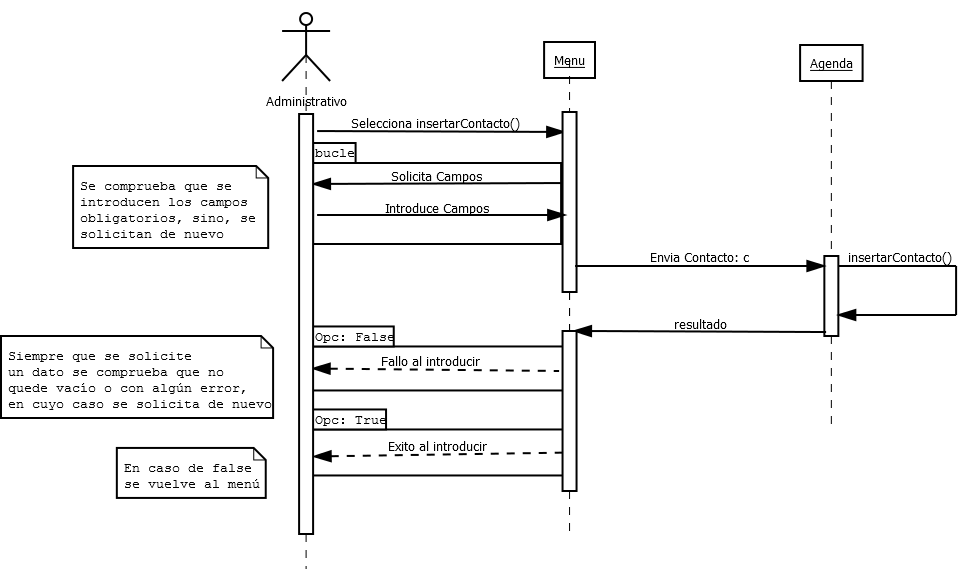 Menu
Agenda
Administrativo
Selecciona insertarContacto()
bucle
Solicita Campos
Introduce Campos
Se comprueba que se
introducen los campos
obligatorios, sino, se
solicitan de nuevo
Envia Contacto: c
insertarContacto()
resultado
Opc: False
Fallo al introducir
Siempre que se solicite
un dato se comprueba que no
quede vacío o con algún error,
en cuyo caso se solicita de nuevo
Opc: True
Exito al introducir
En caso de false
se vuelve al menú